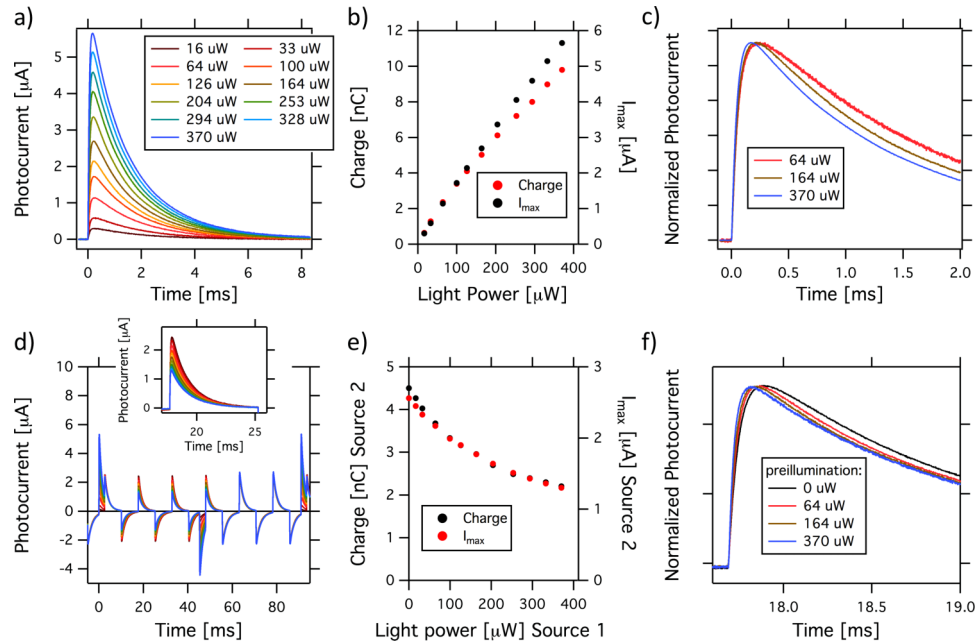 a)
Photocurrent [μA]
5
4
3
2
1
0
16 uW 33 uW
64 uW 100 uW
126 uW 164 uW
204 uW 253 uW
294 uW 328 uW
370 uW
0 2 4 6 8
Time [ms]
b)
Charge [nC]
12
10
8
6
4
2
0
Charge
Imax
6
5
4
3
2
1
0
Imax [μA]
0 100 200 300 400
Light Power [μW]
c)
Normalized Photocurrent
64 uW
164 uW
370 uW
0.0 0.5 1.0 1.5 2.0
Time [ms]
d)
Photocurrent [μA]
10
8
6
4
2
0
-2
-4
Photocurrent [μA]
2
1
0
20 25
Time [ms]
0 20 40 60 80
Time [ms]
e)
Charge [nC] Source 2
5
4
3
2
1
0
Charge
Imax
3
2
1
0
Imax [μA] Source 2
0 100 200 300 400
Light power [μW] Source 1
f)
Normalized Photocurrent
preillumination:
0 uW
64 uW
164 uW
370 uW
18.0 18.5 19.0
Time [ms]